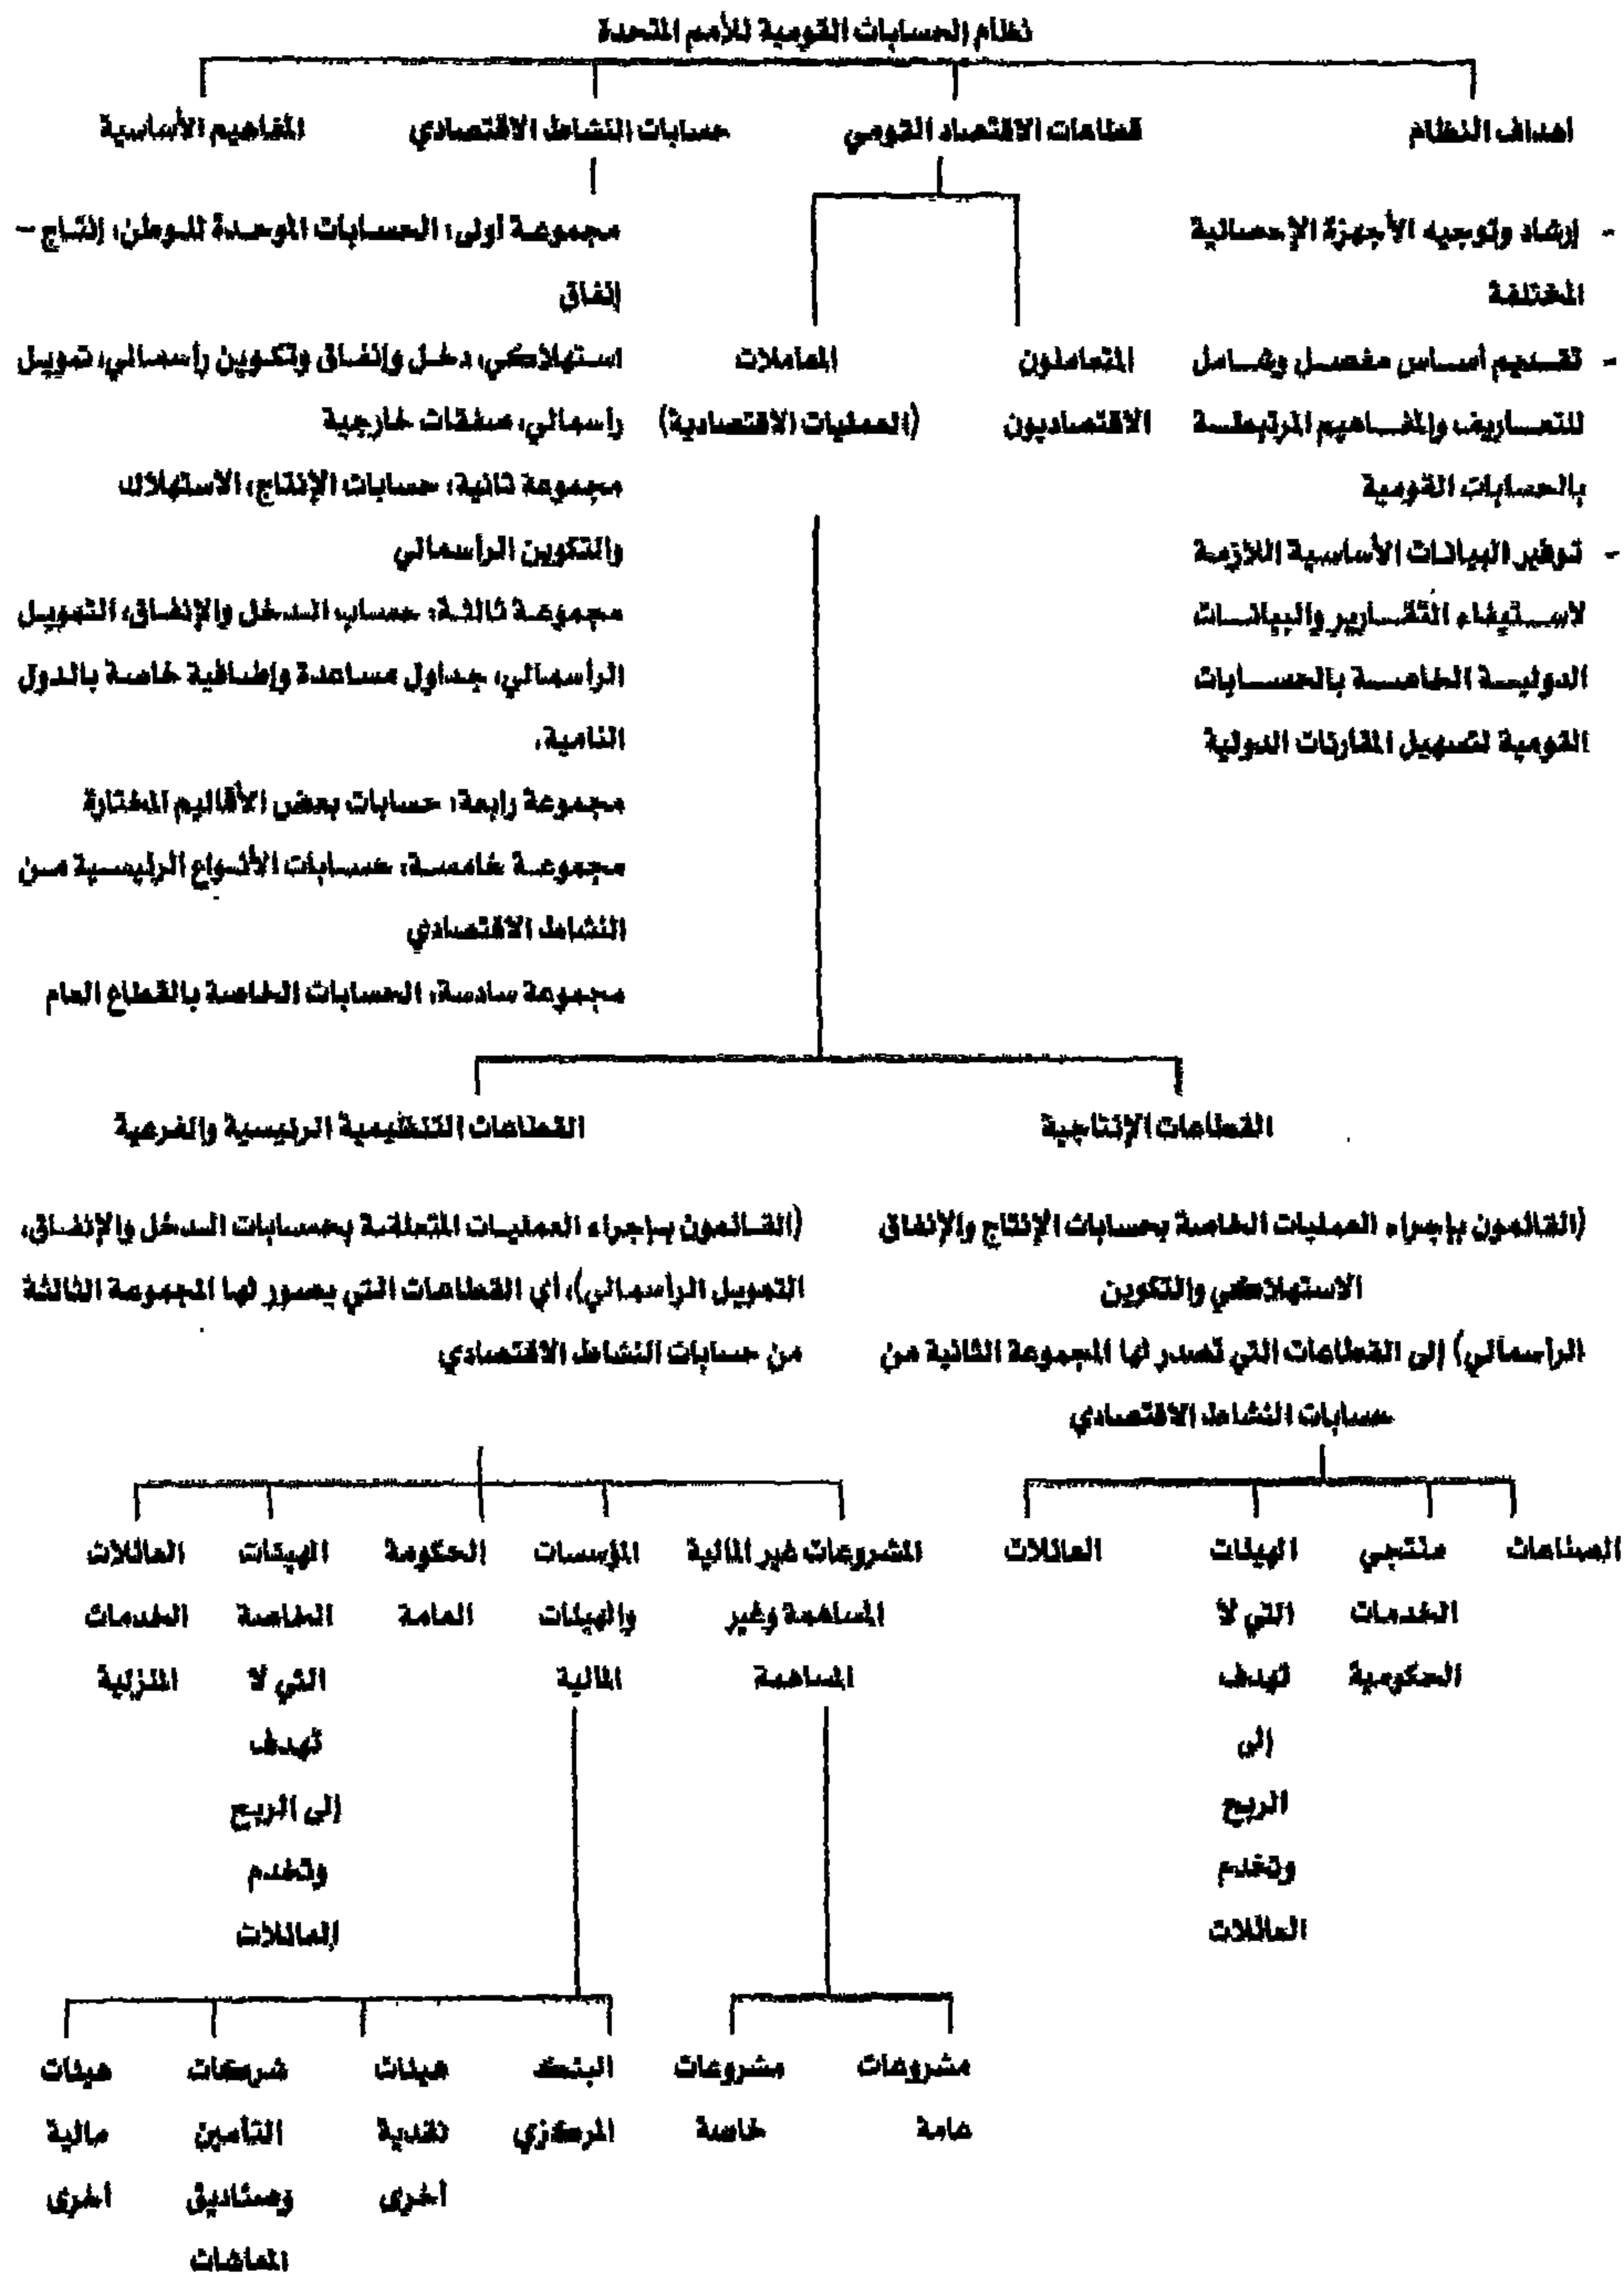 نظام الحسابات القومية للأمم المتحدة
أهداف النظام
قطاعات الاقتصاد القومي
حسابات النشاط الاقتصادي
المفاهيم الأساسية
- إرشاد وتوجيه الأجهزة الإحصائية
المختلفة
- تقديم أساس مفصل وشامل
للتعاريف والمفاهيم المرتبطة
بالحسابات القومية
- توفير البيانات الأساسية اللازمة
لاستيفاء التقارير والبيانات
الدولية الخاصة بالحسابات
القومية لتسهيل المقارنات الدولية
المتعاملون
الاقتصاديون
المعاملات
(العمليات الاقتصادية)
مجموعة أولى: الحسابات الموحدة للوطن: إنتاج –
إنفاق
استهلاكي، دخل وإنفاق وتكوين رأسمالي، تمويل
رأسمالي، صفقات خارجية
مجموعة ثانية: حسابات الإنتاج، الاستهلاك
والتكوين الرأسمالي
مجموعة ثالثة: حساب الدخل والإنفاق، التمويل
الرأسمالي، جداول مساعدة وإضافية خاصة بالدول
النامية.
مجموعة رابعة: حسابات بعض الأقاليم المختارة
مجموعة خامسة: حسابات الأنواع الرئيسية من
النشاط الاقتصادي
مجموعة سادسة: الحسابات الخاصة بالقطاع العام
القطاعات الإنتاجية
(القائمون بإجراء العمليات الخاصة بحسابات الإنتاج والإنفاق
الاستهلاكي والتكوين
الرأسمالي) إلى القطاعات التي تصدر لها المجموعة الثانية من
حسابات النشاط الاقتصادي
القطاعات التنظيمية الرئيسية والفرعية
(القائمون بإجراء العمليات المتعلقة بحسابات الدخل والإنفاق،
التمويل الرأسمالي)، أي القطاعات التي يصور لها المجموعة الثالثة
من حسابات النشاط الاقتصادي
الصناعات
منتجي
الخدمات
الحكومية
الهيئات
التي لا
تهدف
إلى
الربح
وتخدم
العائلات
العائلات
المشروعات غير المالية
المساهمة وغير
المساهمة
المؤسسات
والهيئات
المالية
الحكومة
العامة
الهيئات
الخاصة
التي لا
تهدف
إلى الربح
وتخدم
العائلات
العائلات
الخدمات
المنزلية
مشروعات
عامة
مشروعات
خاصة
البنك
المركزي
هيئات
نقدية
أخرى
شركات
التأمين
وصناديق
المعاشات
هيئات
مالية
أخرى